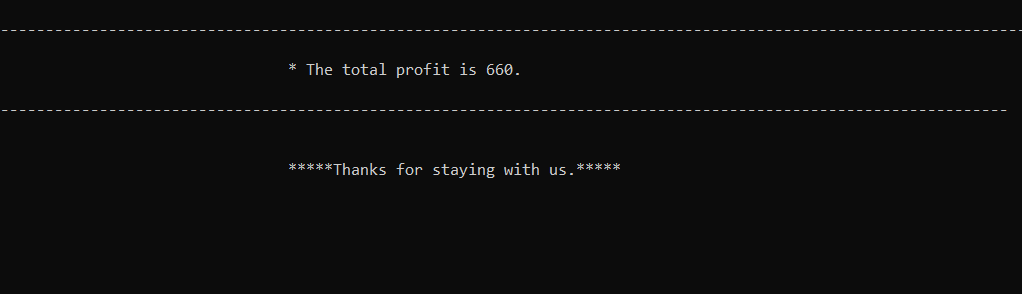 ------------------------------------------------------------------------------------------------------------------
* The total profit is 660.
----------------------------------------------------------------------------------------------------------------
*****Thanks for staying with us.*****